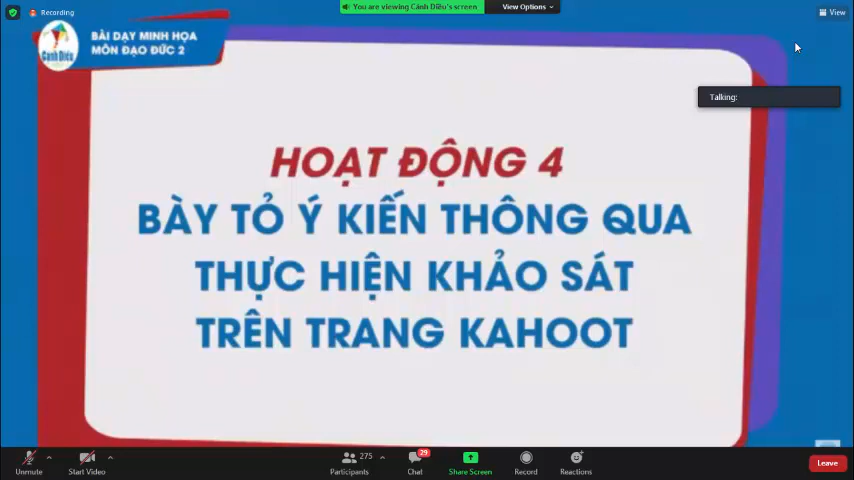 Recording
You are viewing Cánh Diều's screen
View Options
View
Cánh Diều
BÀI DẠY MINH HỌA
MÔN ĐẠO ĐỨC 2
Talking:
HOẠT ĐỘNG 4
BÀY TỎ Ý KIẾN THÔNG QUA
THỰC HIỆN KHẢO SÁT
TRÊN TRANG KAHOOT
Unmute
Start Video
275
Participants
29
Chat
Share Screen
Record
Reactions
Leave